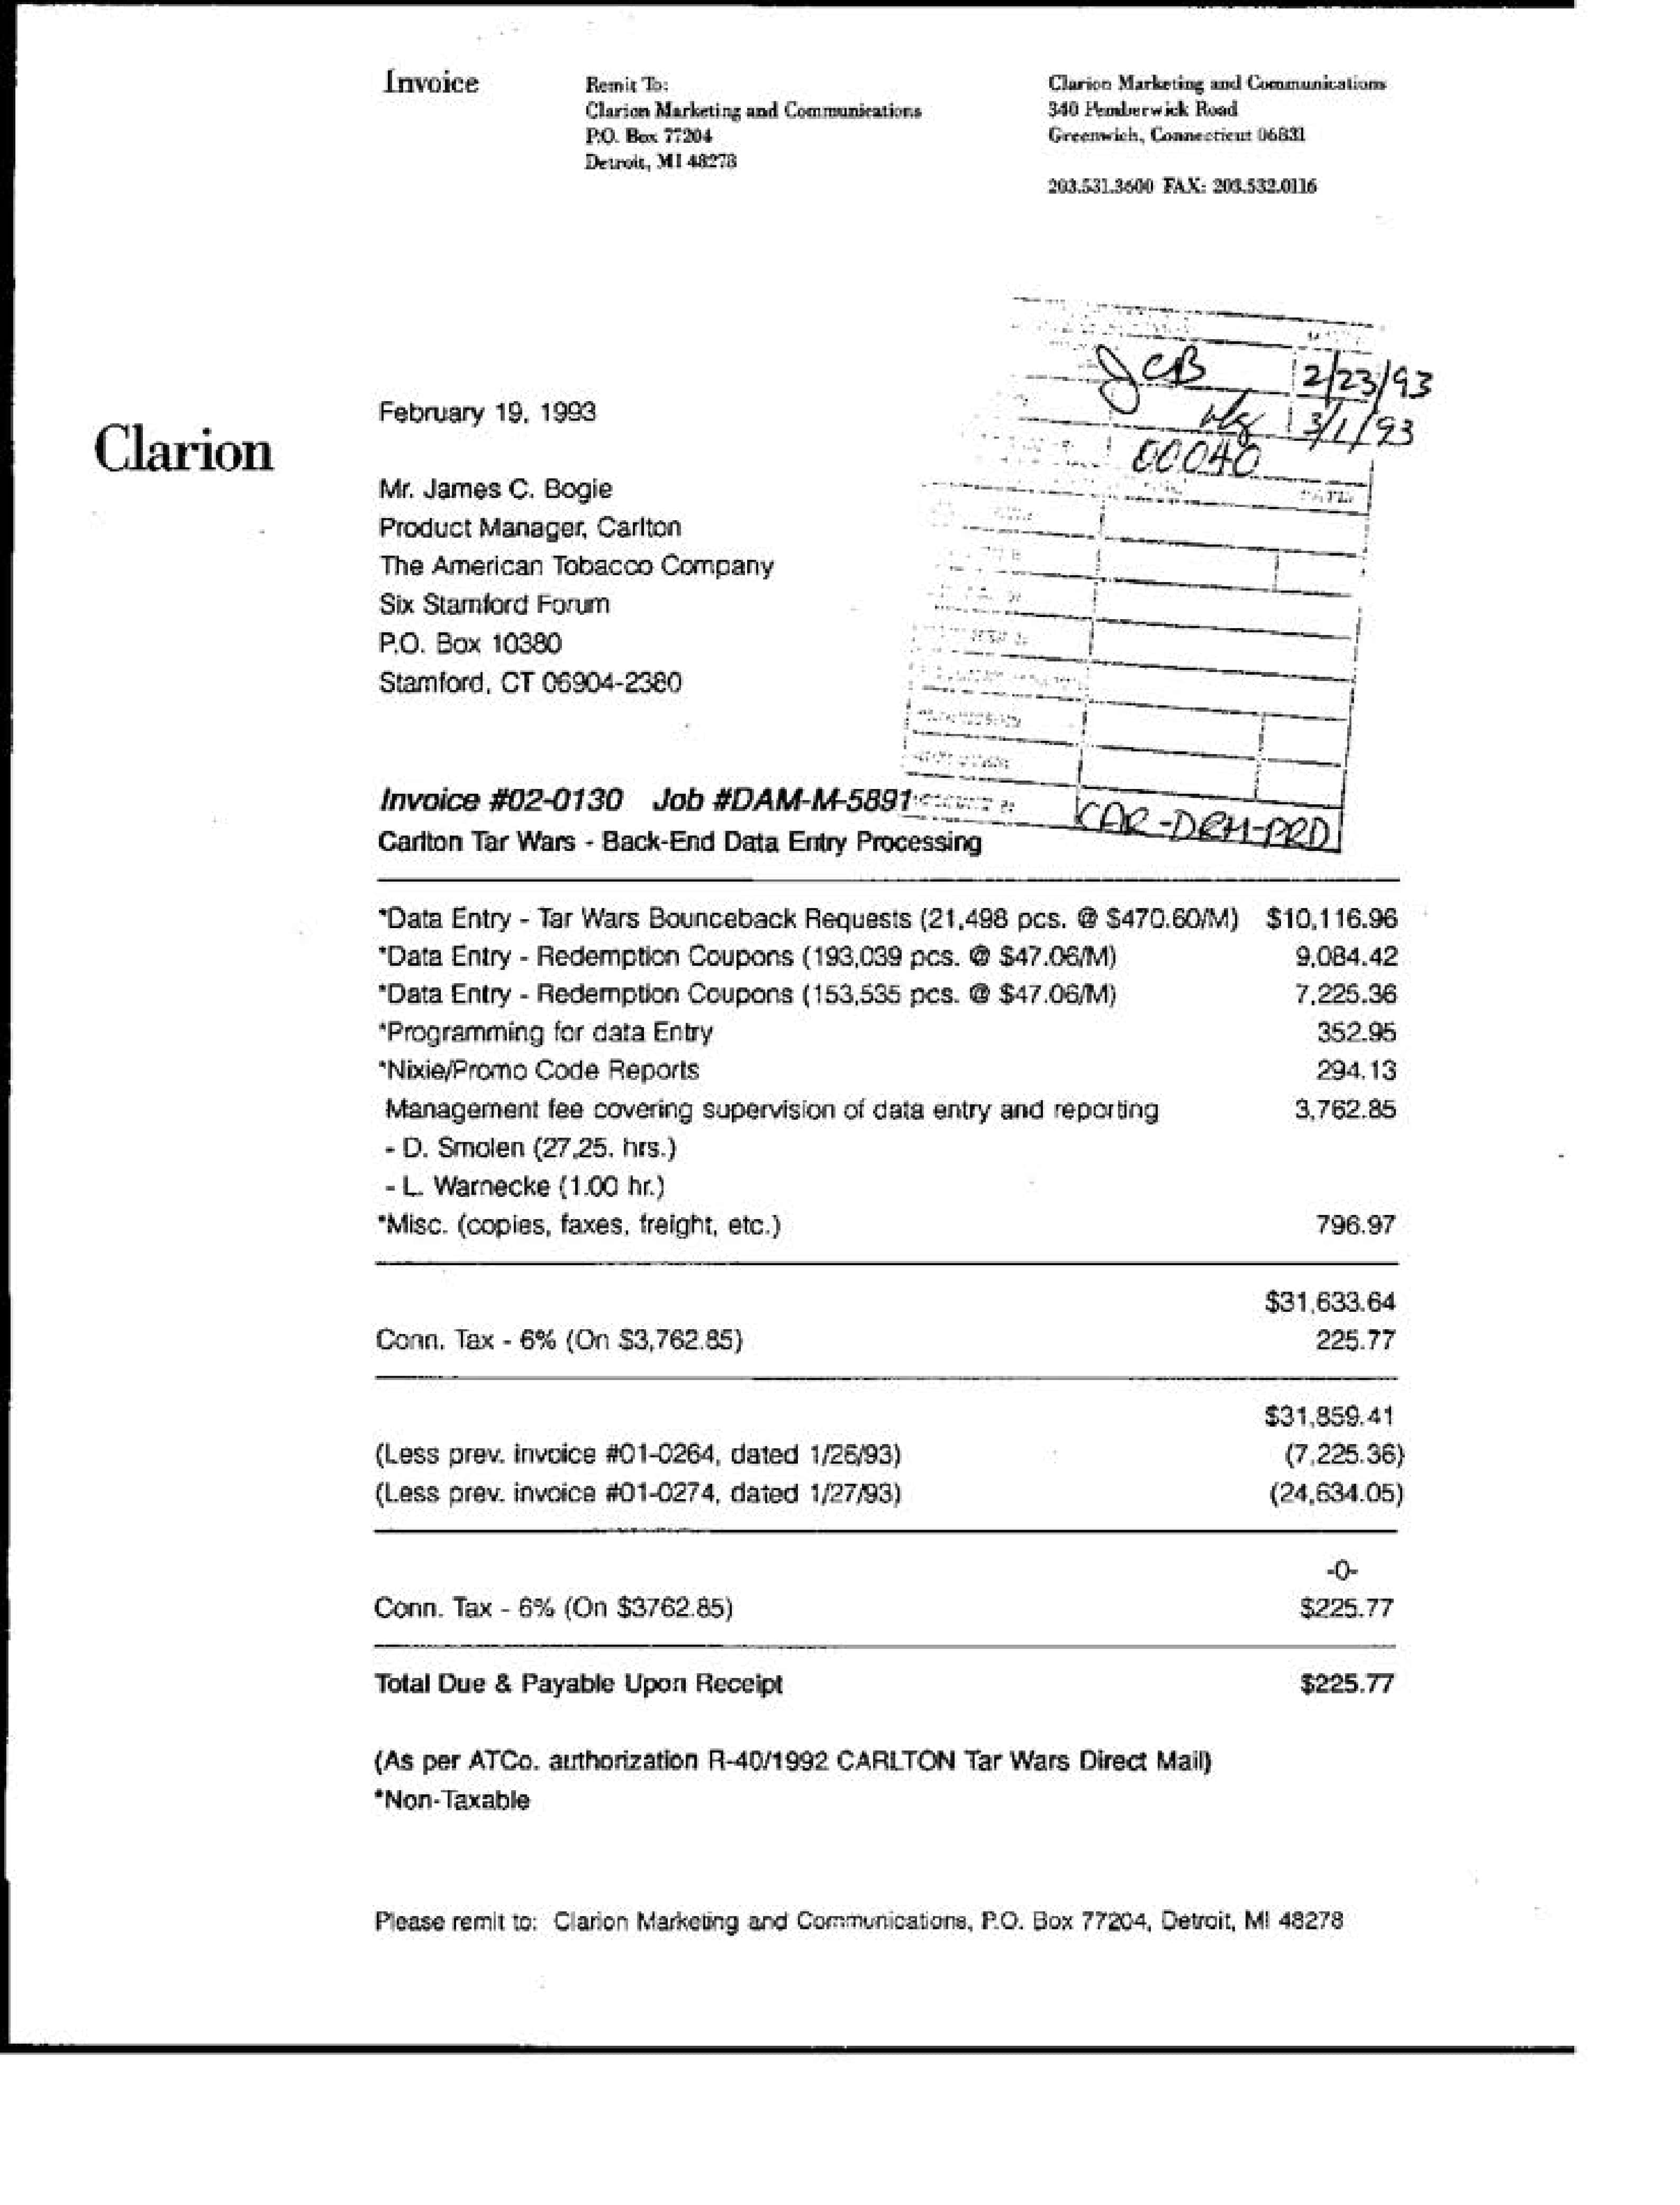 Invoice
Remit To:
Clarion Marketing and Communications
P.O. Box 77204
Detroit, MI 48278
Clarion Marketing and Communications
340 Pemberwick Road
Greenwich, Connecticut 06831
203.531.3600 FAX: 203.532.0116
JCB 2/23/93
3/1/93
00040
February 19, 1993
Clarion
Mr. James C. Bogie
Product Manager, Carlton
The American Tobacco Company
Six Stamford Forum
P.O. Box 10380
Stamford, CT 06904-2380
Invoice #02-0130 Job #DAM-M-5891
CAR-DRM-PRD
Carlton Tar Wars - Back-End Data Entry Processing
*Data Entry - Tar Wars Bounceback Requests (21,498 pcs. @ $470.60/M) $10,116.96
*Data Entry - Redemption Coupons (193,039 pcs. @ $47.06/M) 9,084.42
*Data Entry - Redemption Coupons (153,535 pcs. @ $47.06/M) 7,225.36
*Programming for data Entry 352.95
*Nixie/Promo Code Reports 294.13
Management fee covering supervision of data entry and reporting 3,762.85
- D. Smolen (27,25. hrs.)
- L. Warnecke (1.00 hr.)
*Misc. (copies, faxes, freight, etc.) 796.97
$31,633.64
Conn. Tax - 6% (On $3,762.85) 225.77
$31,859.41
(Less prev. invoice #01-0264, dated 1/26/93) (7,225.36)
(Less prev. invoice #01-0274, dated 1/27/93) (24,634.05)
-0-
Conn. Tax - 6% (On $3762.85) $225.77
Total Due & Payable Upon Receipt $225.77
(As per ATCo. authorization R-40/1992 CARLTON Tar Wars Direct Mail)
*Non-Taxable
Please remit to: Clarion Marketing and Communications, P.O. Box 77204, Detroit, MI 48278